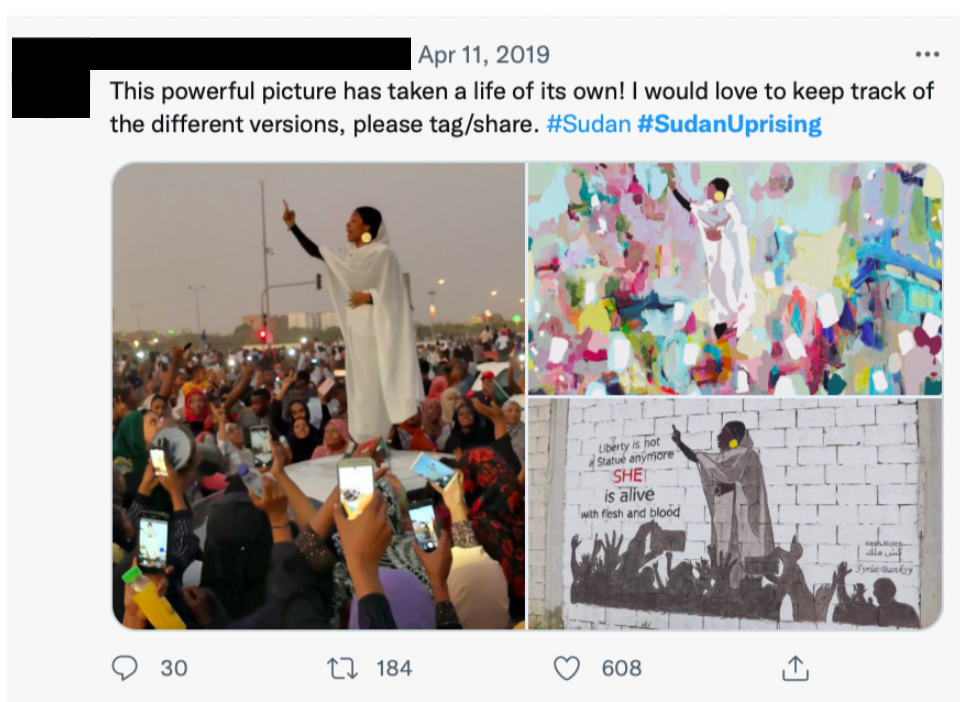 Apr 11, 2019
This powerful picture has taken a life of its own! I would love to keep track of
the different versions, please tag/share. #Sudan #SudanUprising
Liberty is not
a Statue anymore
SHE
is alive
with flesh and blood
كش ملك
Syrian Banksy
30 184 608